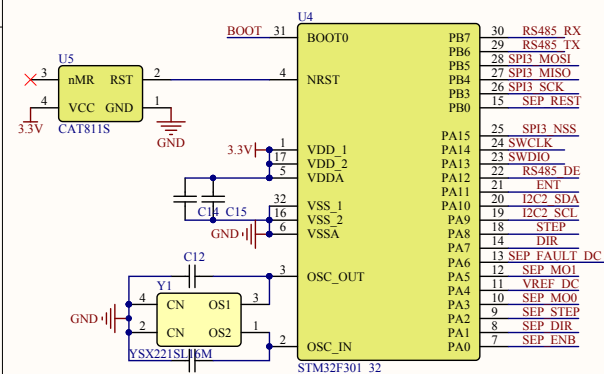 U4
BOOT 31 BOOT0 PB7 30 RS485_RX
PB6 29 RS485_TX
U5 PB5 28 SPI3_MOSI
3 nMR RST 2 4 NRST PB4 27 SPI3_MISO
PB3 26 SPI3_SCK
4 VCC GND 1 PB0 15 SEP_REST
3.3V CAT811S GND
PA15 25 SPI3_NSS
3.3V 1 VDD_1 PA14 24 SWCLK
17 VDD_2 PA13 23 SWDIO
5 VDDA PA12 22 RS485_DE
PA11 21 ENT
32 VSS_1 PA10 20 I2C2_SDA
C14 C15 16 VSS_2 PA9 19 I2C2_SCL
GND 6 VSSA PA8 18 STEP
PA7 14 DIR
C12 PA6 13 SEP_FAULT_DC
3 OSC_OUT PA5 12 SEP_MO1
Y1 PA4 11 VREF_DC
4 CN OS1 3 PA3 10 SEP_MO0
GND PA2 9 SEP_STEP
2 CN OS2 1 PA1 8 SEP_DIR
2 OSC_IN PA0 7 SEP_ENB
YSX221SL16M
STM32F301_32